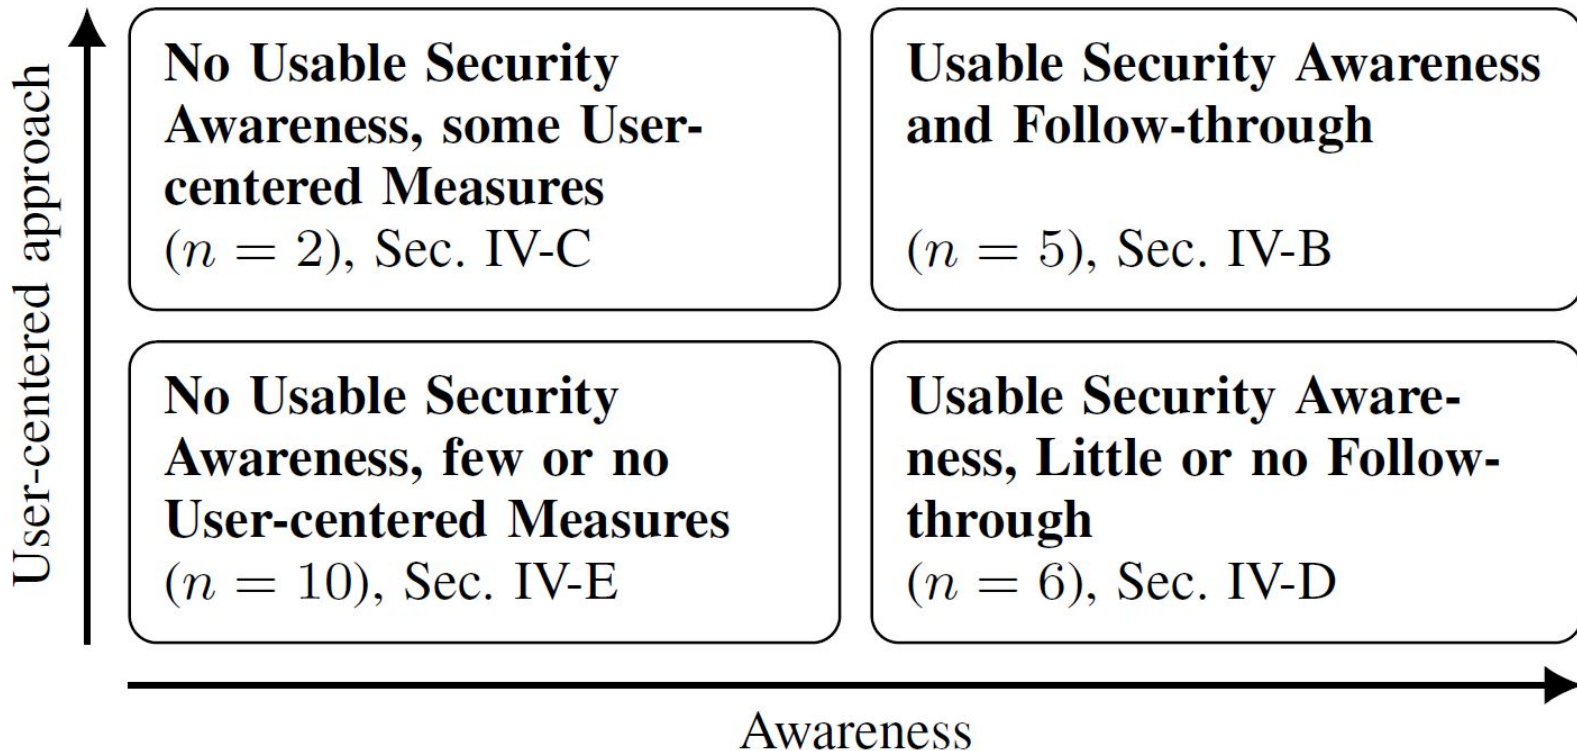 User-centered approach
No Usable Security
Awareness, some User-
centered Measures
(n = 2), Sec. IV-C
Usable Security Awareness
and Follow-through
(n = 5), Sec. IV-B
No Usable Security
Awareness, few or no
User-centered Measures
(n = 10), Sec. IV-E
Usable Security Aware-
ness, Little or no Follow-
through
(n = 6), Sec. IV-D
Awareness